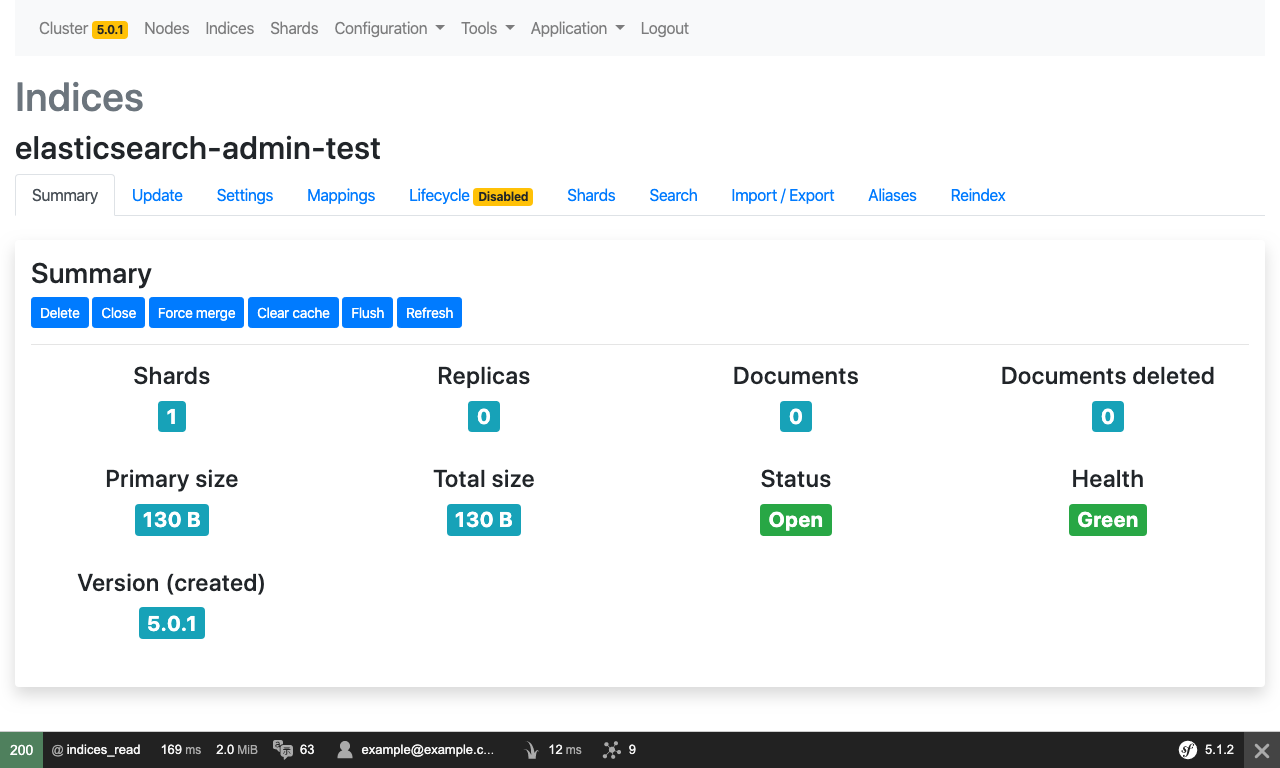 Cluster 5.0.1 Nodes Indices Shards Configuration Tools Application Logout
Indices
elasticsearch-admin-test
Summary Update Settings Mappings Lifecycle Disabled Shards Search Import / Export Aliases Reindex
Summary
Delete Close Force merge Clear cache Flush Refresh
Shards Replicas Documents Documents deleted
1 0 0 0
Primary size Total size Status Health
130 B 130 B Open Green
Version (created)
5.0.1
200 @ indices_read 169 ms 2.0 MiB 63 example@example.c... 12 ms 9 sf 5.1.2